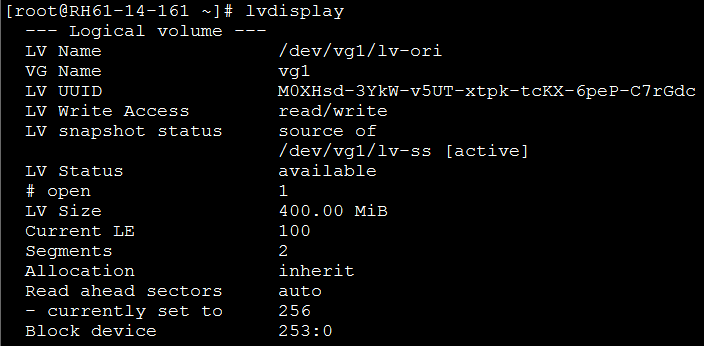 [root@RH61-14-161 ~]# lvdisplay
--- Logical volume ---
LV Name /dev/vg1/lv-ori
VG Name vg1
LV UUID M0XHsd-3YkW-v5UT-xtpk-tcKX-6peP-C7rGdc
LV Write Access read/write
LV snapshot status source of
/dev/vg1/lv-ss [active]
LV Status available
# open 1
LV Size 400.00 MiB
Current LE 100
Segments 2
Allocation inherit
Read ahead sectors auto
- currently set to 256
Block device 253:0